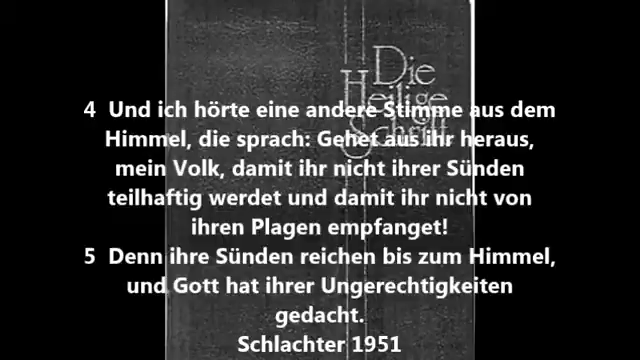 Die
Heilige
Schrift
4 Und ich hörte eine andere Stimme aus dem
Himmel, die sprach: Gehet aus ihr heraus,
mein Volk, damit ihr nicht ihrer Sünden
teilhaftig werdet und damit ihr nicht von
ihren Plagen empfanget!
5 Denn ihre Sünden reichen bis zum Himmel,
und Gott hat ihrer Ungerechtigkeiten
gedacht.
Schlachter 1951